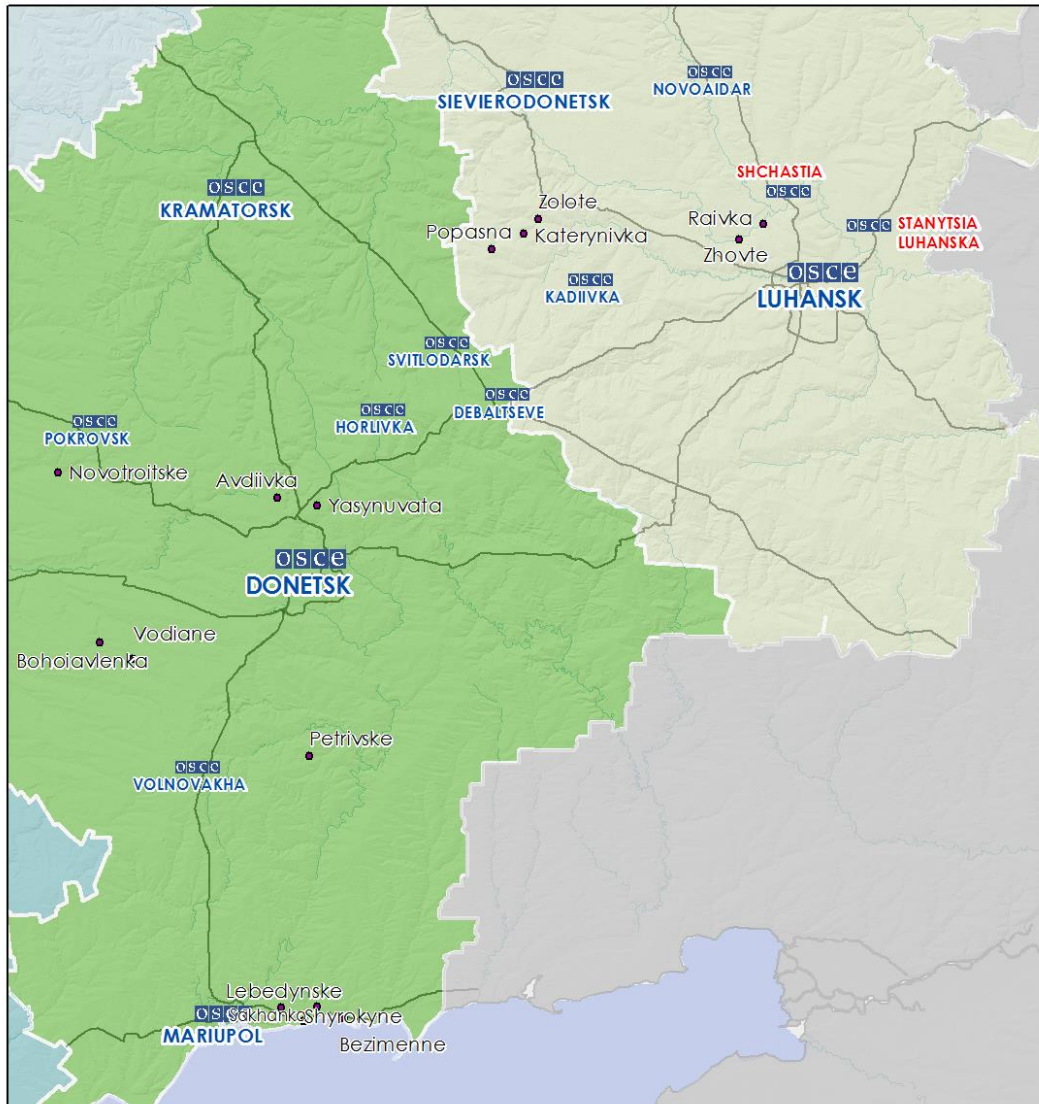 OSCE
SIEVIERODONETSK
OSCE
NOVOAIDAR
SHCHASTIA
OSCE
OSCE
KRAMATORSK
Zolote
Raivka
OSCE
STANYTSIA
LUHANSKA
Popasna
Katerynivka
Zhovte
OSCE
LUHANSK
OSCE
KADIIVKA
OSCE
SVITLODARSK
OSCE
DEBALTSEVE
OSCE
HORLIVKA
OSCE
POKROVSK
Novotroitske
Avdiivka
Yasynuvata
OSCE
DONETSK
Vodiane
Bohoiavlenka
Petrivske
OSCE
VOLNOVAKHA
Lebedynske
OSCE
Sakhanka
Shyrokyne
MARIUPOL
Bezimenne